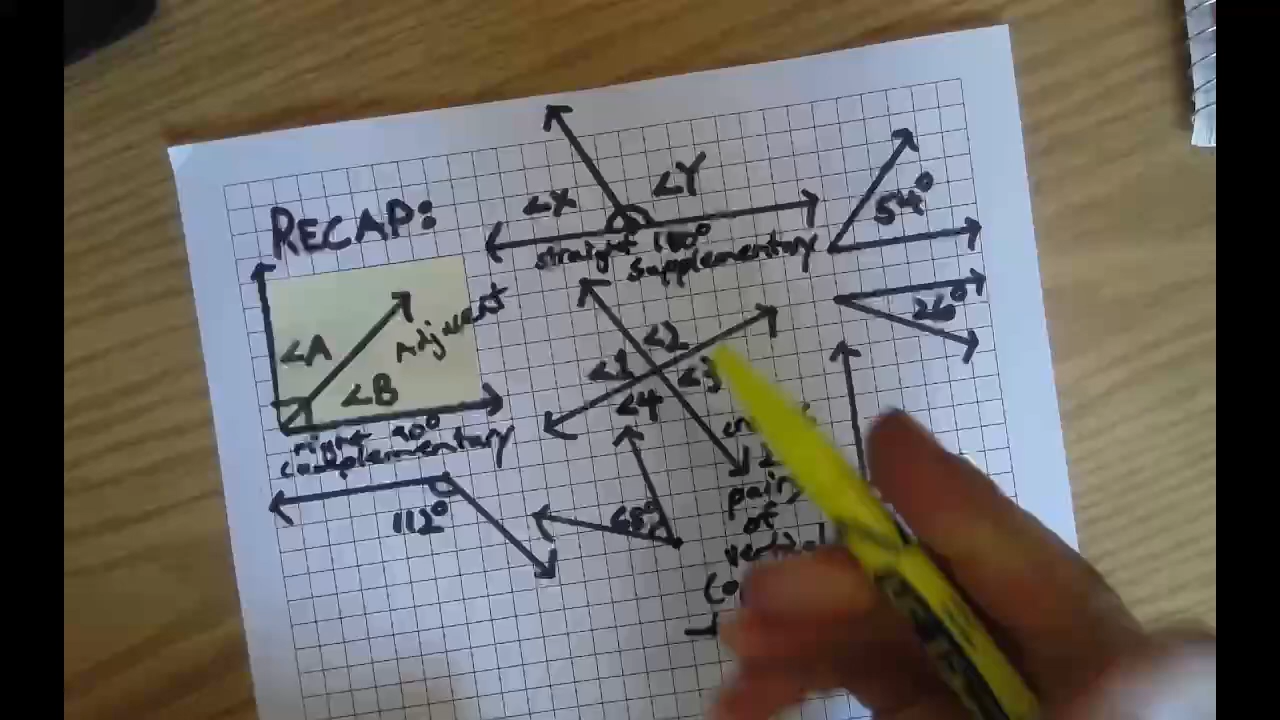 RECAP:
<X
<Y
straight 180°
supplementary
54°
26°
<A
Adjacent
<B
right 90°
complementary
<1
<2
<3
<4
112°
68°
pairs
of
vertical